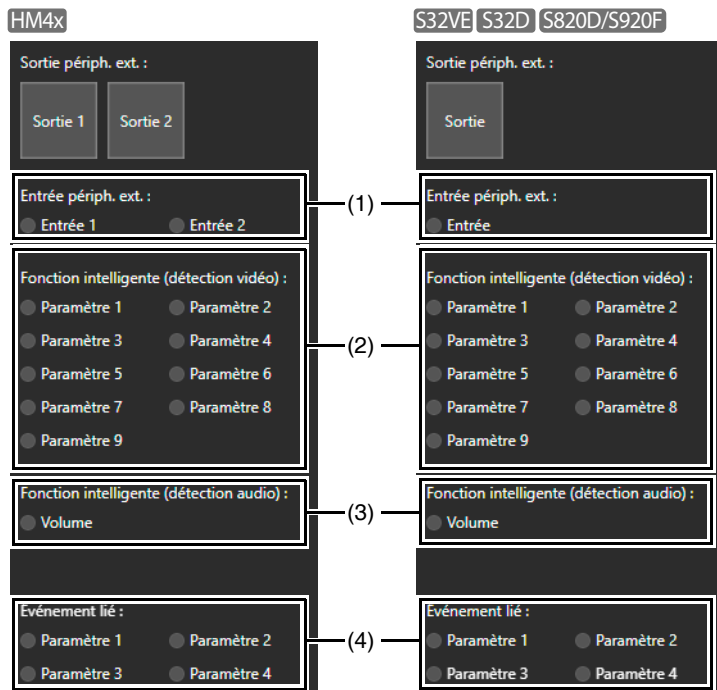 HM4x
Sortie périph. ext. :
Sortie 1 Sortie 2
Entrée périph. ext. :
Entrée 1 Entrée 2
Fonction intelligente (détection vidéo) :
Paramètre 1 Paramètre 2
Paramètre 3 Paramètre 4
Paramètre 5 Paramètre 6
Paramètre 7 Paramètre 8
Paramètre 9
Fonction intelligente (détection audio) :
Volume
Evénement lié :
Paramètre 1 Paramètre 2
Paramètre 3 Paramètre 4
(1)
(2)
(3)
(4)
S32VE S32D S820D/S920F
Sortie périph. ext. :
Sortie
Entrée périph. ext. :
Entrée
Fonction intelligente (détection vidéo) :
Paramètre 1 Paramètre 2
Paramètre 3 Paramètre 4
Paramètre 5 Paramètre 6
Paramètre 7 Paramètre 8
Paramètre 9
Fonction intelligente (détection audio) :
Volume
Evénement lié :
Paramètre 1 Paramètre 2
Paramètre 3 Paramètre 4